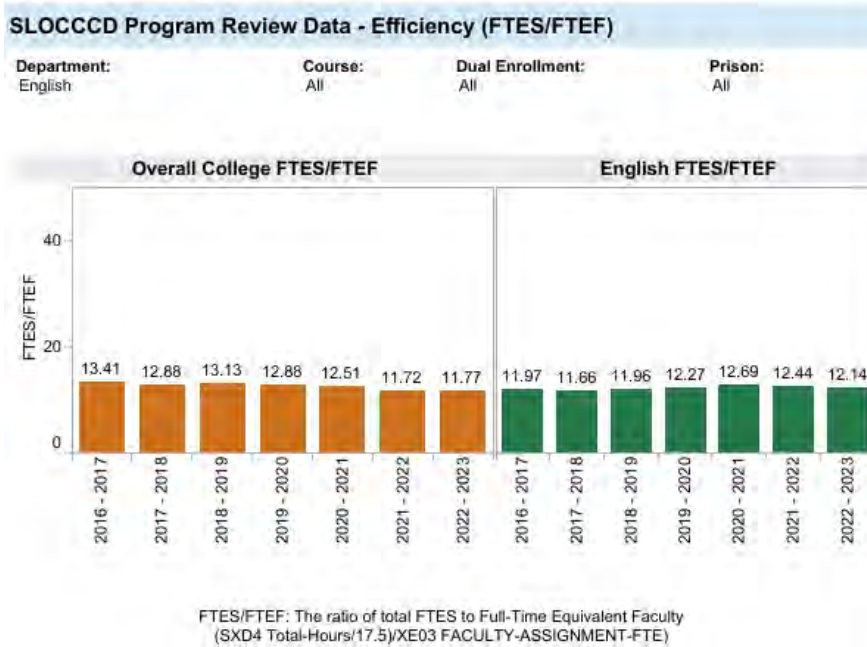 SLOCCCD Program Review Data - Efficiency (FTES/FTEF)
Department: Course: Dual Enrollment: Prison:
English All All All
Overall College FTES/FTEF English FTES/FTEF
FTES/FTEF
40
20
0
13.41 12.88 13.13 12.88 12.51 11.72 11.77 11.97 11.66 11.96 12.27 12.69 12.44 12.14
2016 - 2017 2017 - 2018 2018 - 2019 2019 - 2020 2020 - 2021 2021 - 2022 2022 - 2023 2016 - 2017 2017 - 2018 2018 - 2019 2019 - 2020 2020 - 2021 2021 - 2022 2022 - 2023
FTES/FTEF: The ratio of total FTES to Full-Time Equivalent Faculty
(SXD4 Total-Hours/17.5)/XE03 FACULTY-ASSIGNMENT-FTE)